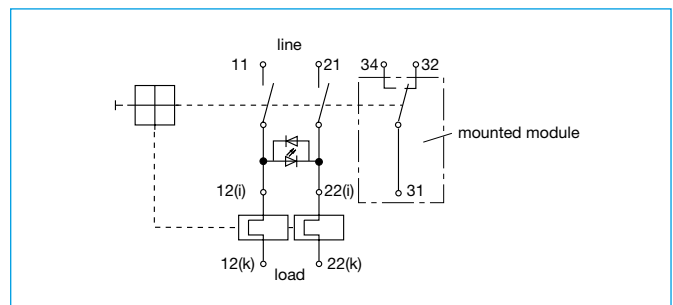 line
11 21 34 32
mounted module
12(i) 22(i) 31
12(k) 22(k)
load